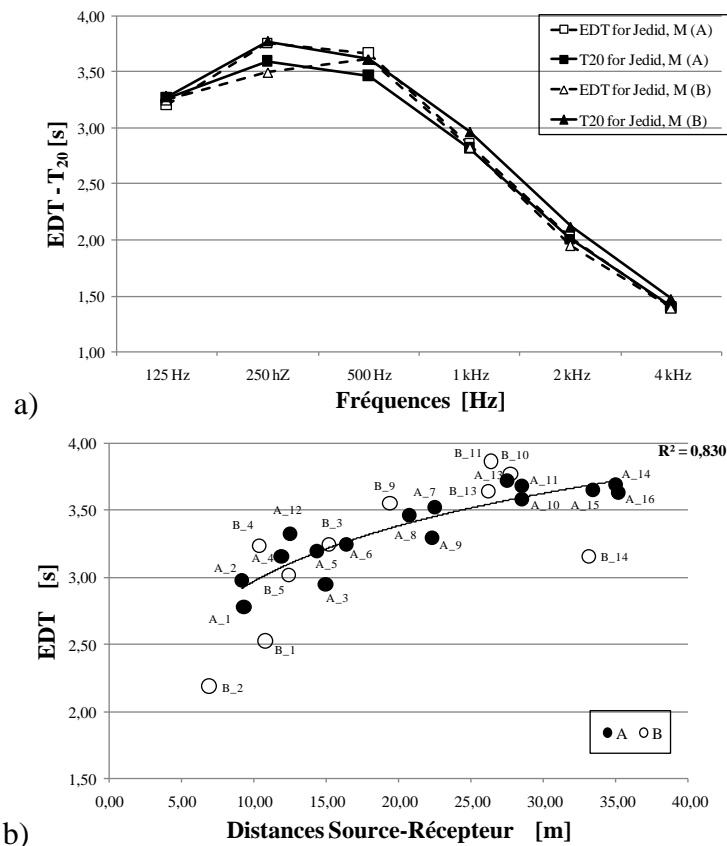 4,00
3,50
3,00
2,50
2,00
1,50
1,00
EDT - T20 [s]
EDT for Jedid, M (A)
T20 for Jedid, M (A)
EDT for Jedid, M (B)
T20 for Jedid, M (B)
125 Hz 250 hZ 500 Hz 1 kHz 2 kHz 4 kHz
a)
Fréquences [Hz]
4,00
3,50
3,00
2,50
2,00
1,50
EDT [s]
R² = 0,830
B_11 B_10
A_13 A_11 A_14
B_9 A_7 B_13
A_10 A_15 A_16
A_12
B_4 B_3 A_8 A_9
A_2 A_4 A_5 A_6
B_14
B_5 A_3
A_1
B_1
B_2
A B
0,00 5,00 10,00 15,00 20,00 25,00 30,00 35,00 40,00
b)
Distances Source-Récepteur [m]